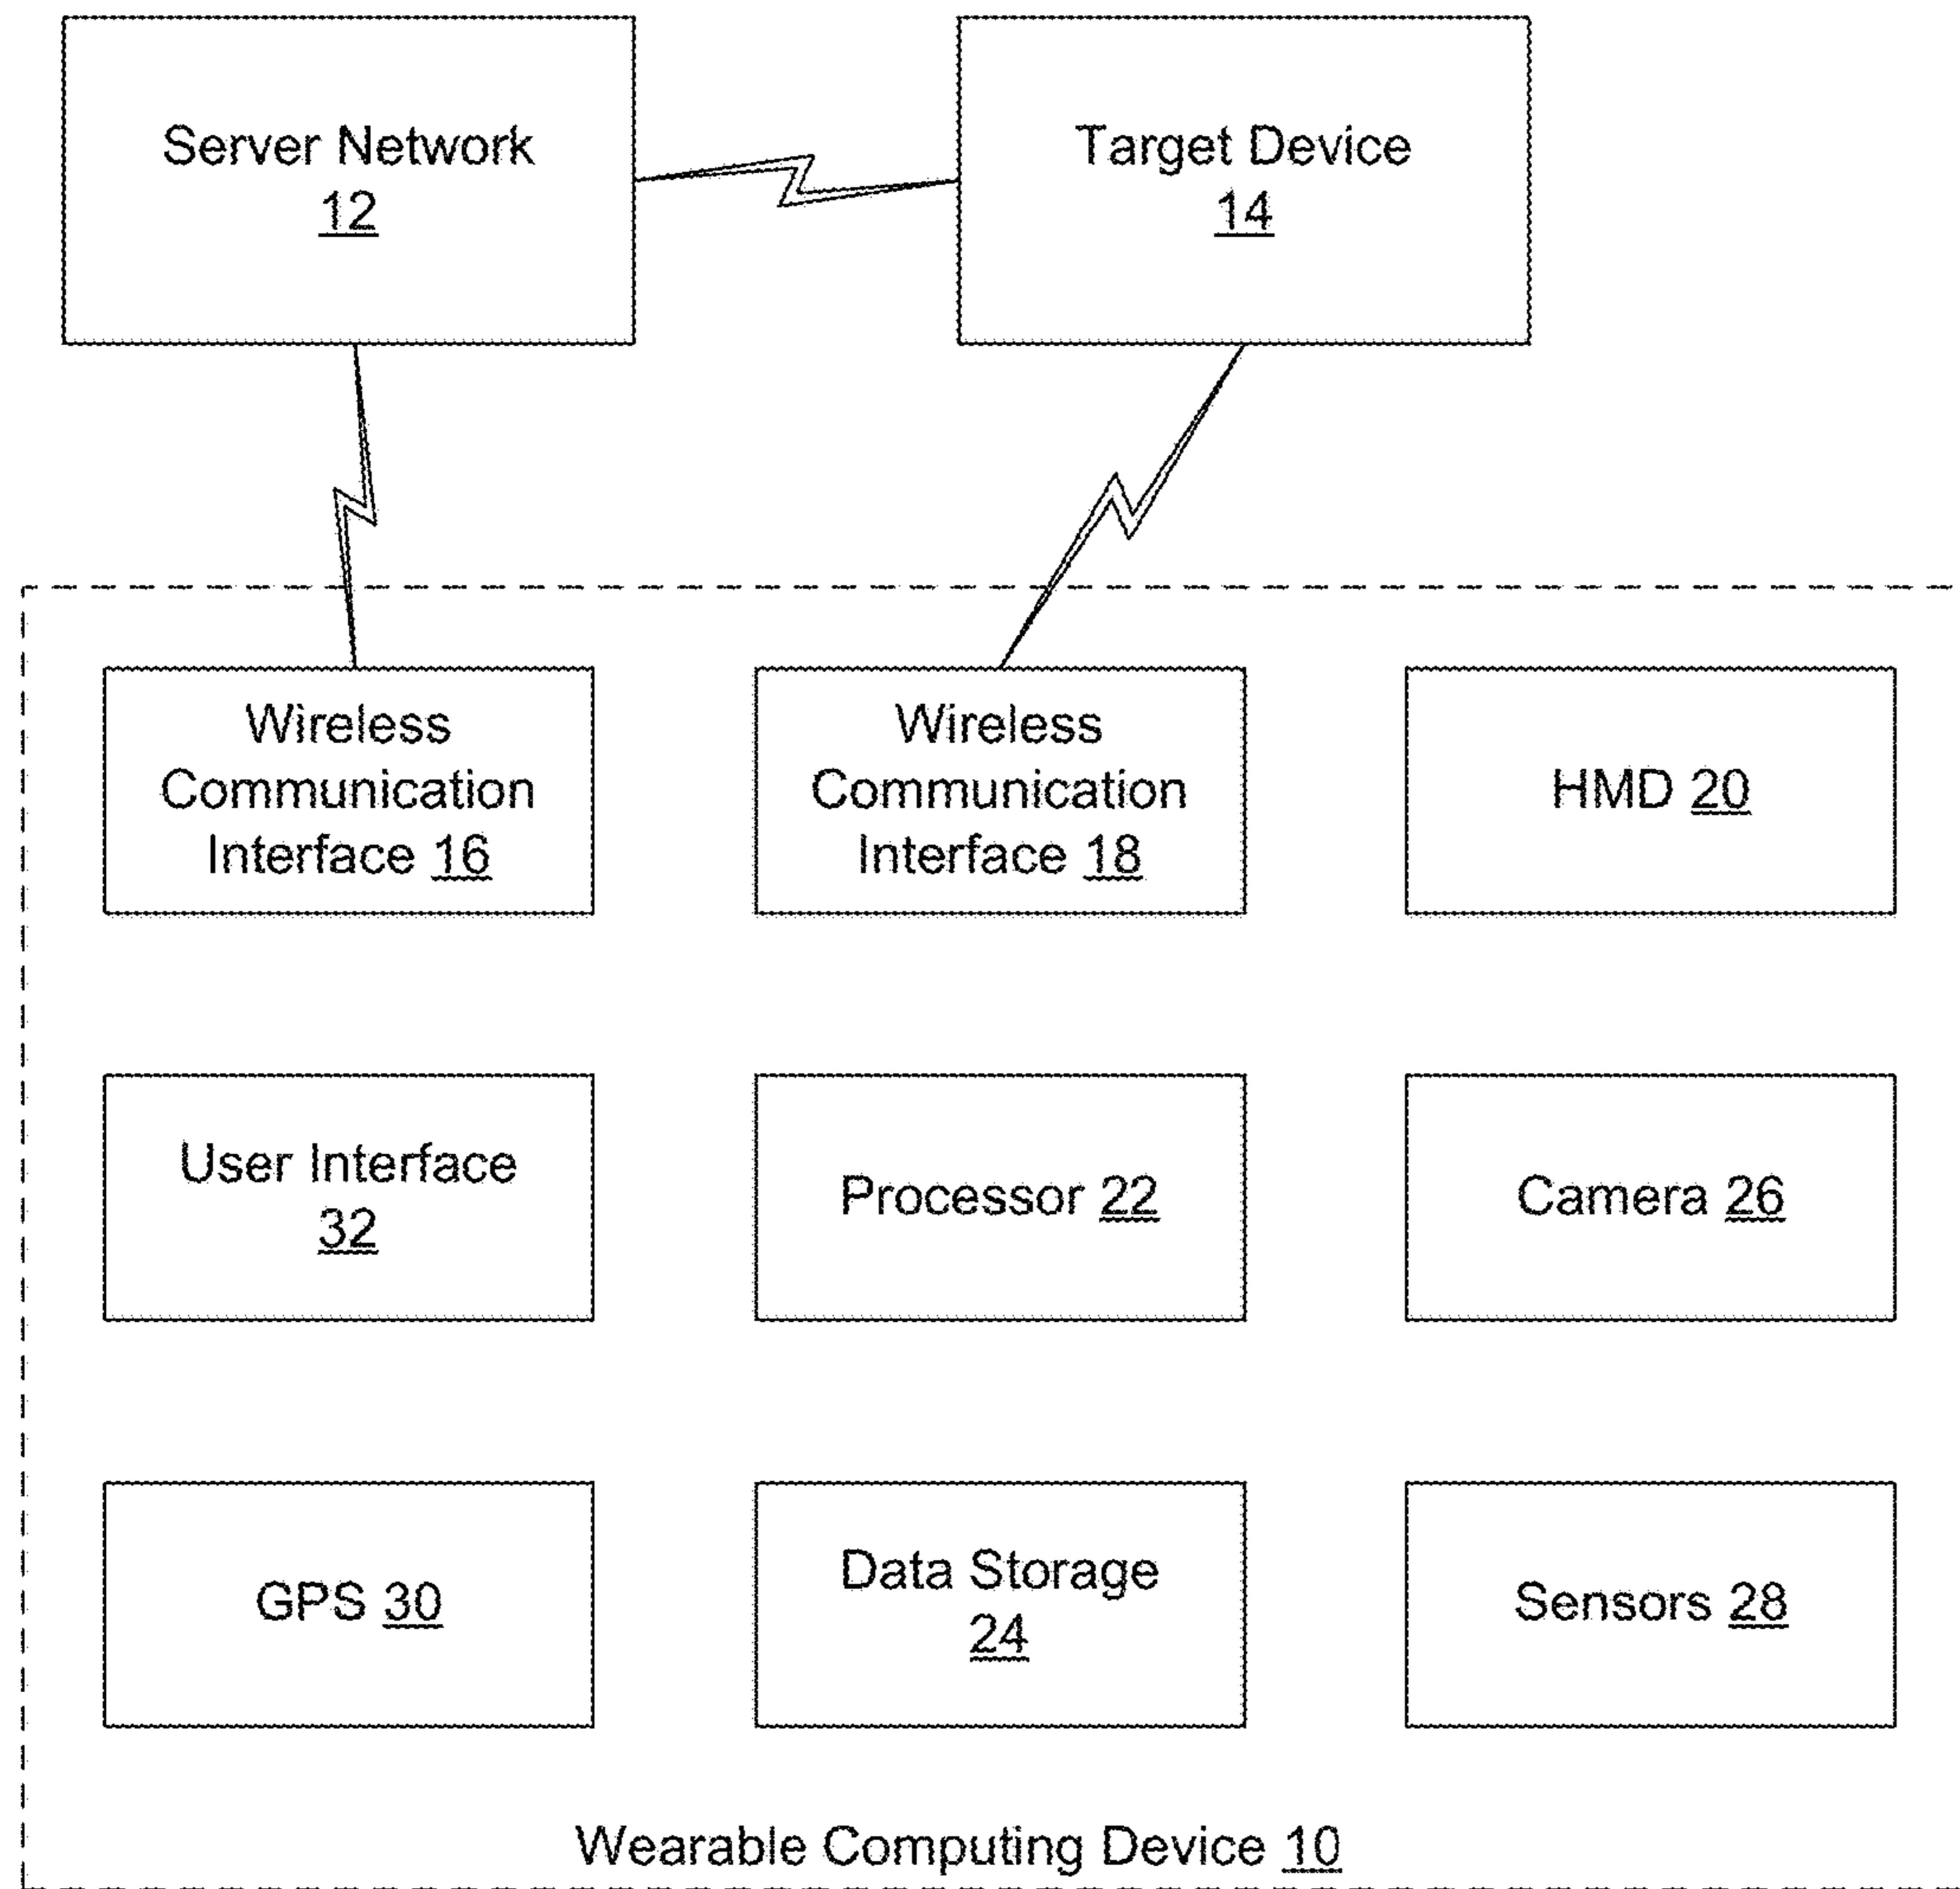 Server Network
12
Target Device
14
Wireless
Communication
Interface 16
Wireless
Communication
Interface 18
HMD 20
User Interface
32
Processor 22
Camera 26
GPS 30
Data Storage
24
Sensors 28
Wearable Computing Device 10